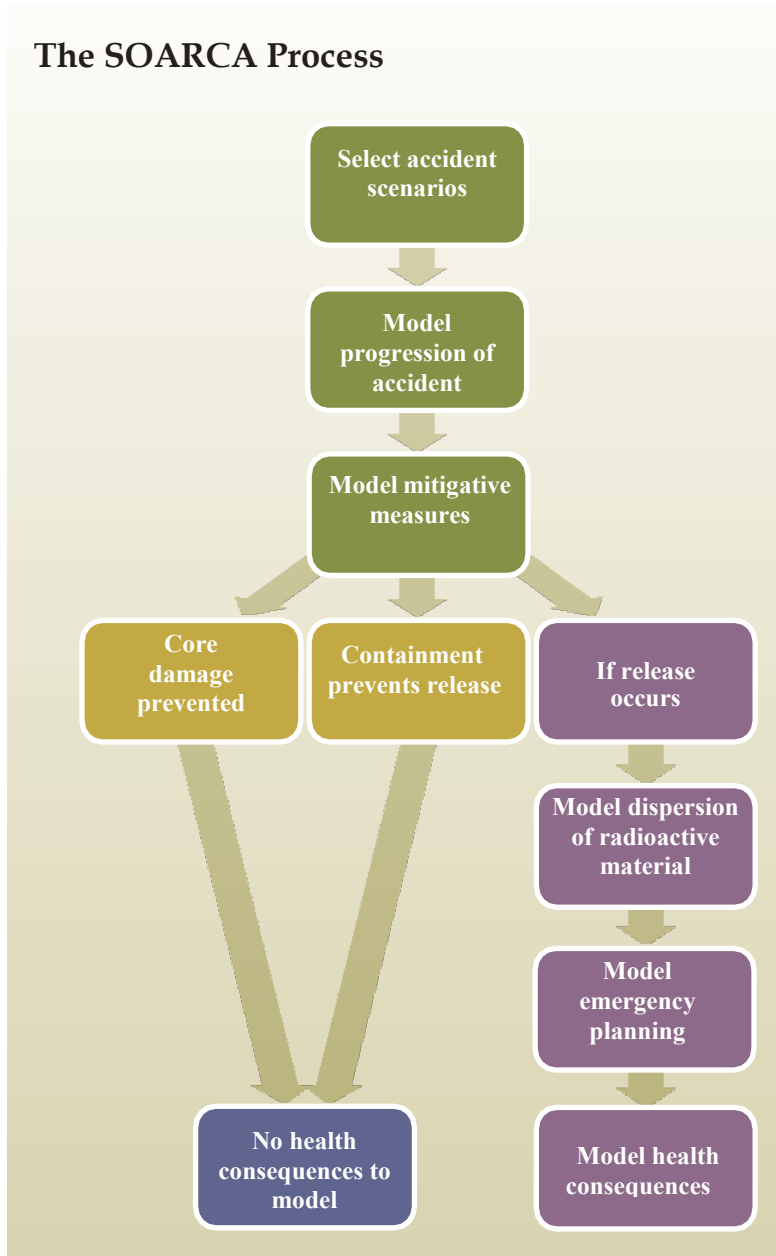 The SOARCA Process
Select accident
scenarios
Model
progression of
accident
Model mitigative
measures
Core
damage
prevented
Containment
prevents release
If release
occurs
Model dispersion
of radioactive
material
Model
emergency
planning
No health
consequences to
model
Model health
consequences